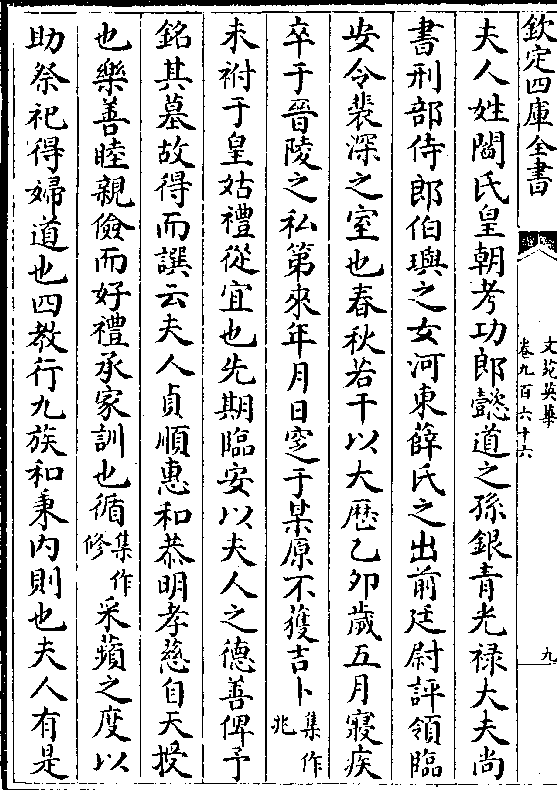 欽定四庫全書
文苑英華
卷九百六十六
九
夫人姓閻氏皇朝考功郎懿道之孫銀青光禄大夫尚
書刑部侍郎伯璵之女河東薛氏之出前廷尉評領臨
安令裴深之室也春秋若干以大歴乙夘歲五月寢疾
卒于晉陵之私第來年月日窆于某原不獲吉卜集作兆
未祔于皇姑禮從宜也先期臨安以夫人之德善俾予
銘其墓故得而譔云夫人貞順惠和恭明孝慈自天授
也樂善睦親儉而好禮承家訓也循集作修采蘋之度以
助祭祀得婦道也四教行九族和秉内則也夫人有是